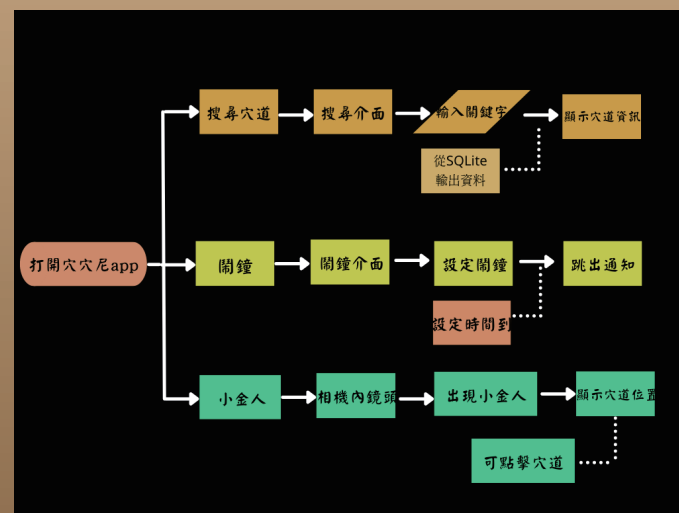 搜尋穴道
搜尋介面
輸入關鍵字
顯示穴道資訊
從SQLite
輸出資料
打開穴穴尼app
鬧鐘
鬧鐘介面
設定鬧鐘
跳出通知
設定時間到
小金人
相機內鏡頭
出現小金人
顯示穴道位置
可點擊穴道